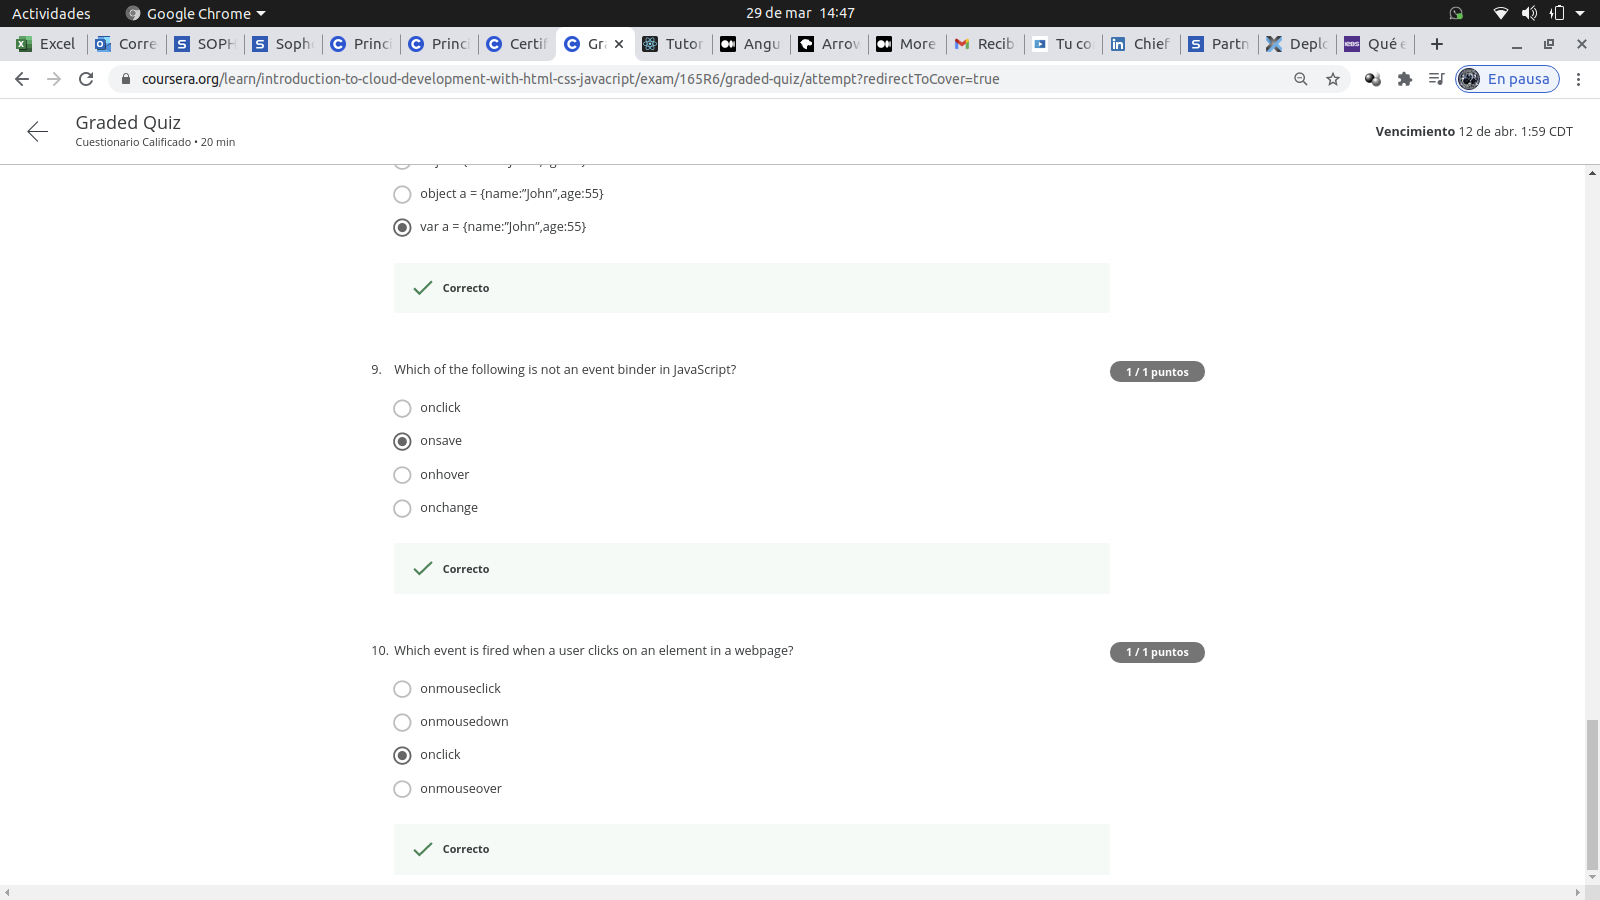 Actividades Google Chrome 29 de mar 14:47
Excel Corre SOPH Soph Princi Princi Certif Gra Tutor Angu Arrow More Recib Tu co Chief Partn Deplo Qué e
coursera.org/learn/introduction-to-cloud-development-with-html-css-javacript/exam/165R6/graded-quiz/attempt?redirectToCover=true En pausa
Graded Quiz
Cuestionario Calificado • 20 min
Vencimiento 12 de abr. 1:59 CDT
object a = {name:”John”,age:55}
var a = {name:”John”,age:55}
Correcto
9. Which of the following is not an event binder in JavaScript? 1 / 1 puntos
onclick
onsave
onhover
onchange
Correcto
10. Which event is fired when a user clicks on an element in a webpage? 1 / 1 puntos
onmouseclick
onmousedown
onclick
onmouseover
Correcto